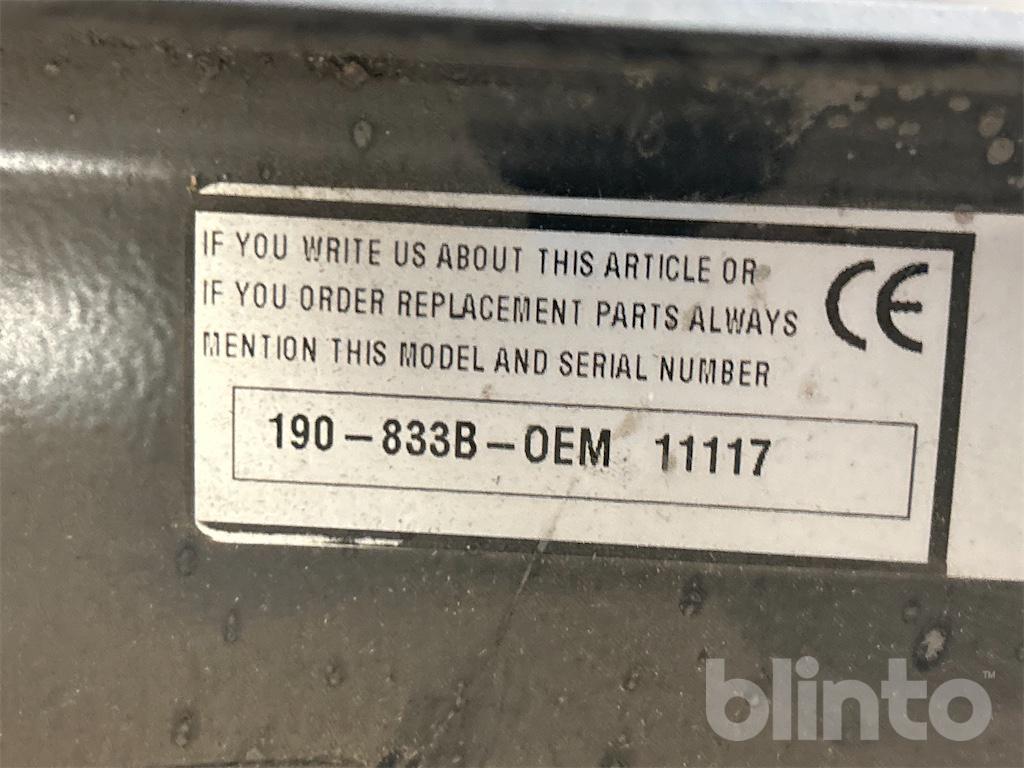 IF YOU WRITE US ABOUT THIS ARTICLE OR
IF YOU ORDER REPLACEMENT PARTS ALWAYS
MENTION THIS MODEL AND SERIAL NUMBER
CE
190-833B-OEM 11117
blinto™